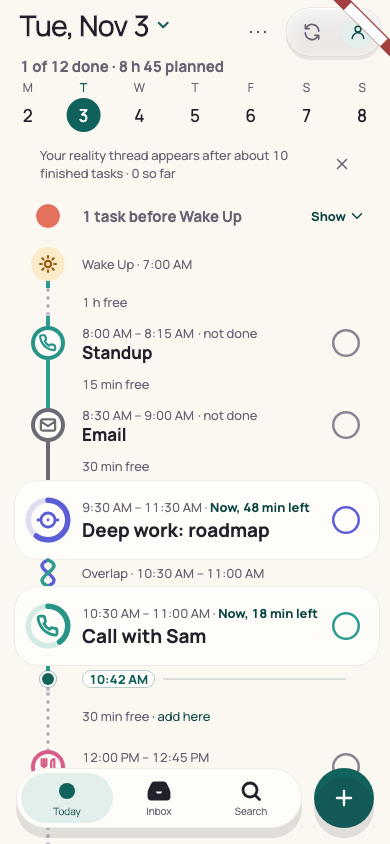 Tue, Nov 3
...
1 of 12 done · 8 h 45 planned
M T W T F S S
2 3 4 5 6 7 8
Your reality thread appears after about 10
finished tasks · 0 so far
1 task before Wake Up
Show
Wake Up · 7:00 AM
1 h free
8:00 AM – 8:15 AM · not done
Standup
15 min free
8:30 AM – 9:00 AM · not done
Email
30 min free
9:30 AM – 11:30 AM · Now, 48 min left
Deep work: roadmap
Overlap · 10:30 AM – 11:00 AM
10:30 AM – 11:00 AM · Now, 18 min left
Call with Sam
10:42 AM
30 min free · add here
12:00 PM – 12:45 PM
Today
Inbox
Search